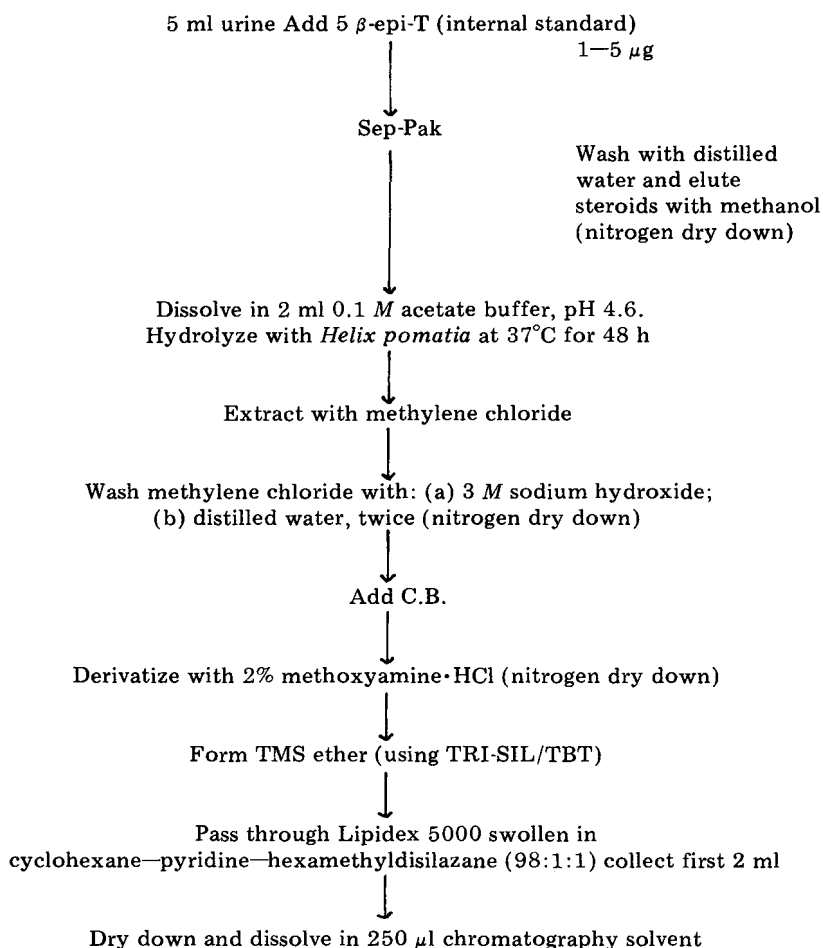 5 ml urine Add 5 β-epi-T (internal standard)
1—5 μg
Sep-Pak
Wash with distilled
water and elute
steroids with methanol
(nitrogen dry down)
Dissolve in 2 ml 0.1 M acetate buffer, pH 4.6.
Hydrolyze with Helix pomatia at 37°C for 48 h
Extract with methylene chloride
Wash methylene chloride with: (a) 3 M sodium hydroxide;
(b) distilled water, twice (nitrogen dry down)
Add C.B.
Derivatize with 2% methoxyamine•HCl (nitrogen dry down)
Form TMS ether (using TRI-SIL/TBT)
Pass through Lipidex 5000 swollen in
cyclohexane—pyridine—hexamethyldisilazane (98:1:1) collect first 2 ml
Dry down and dissolve in 250 μl chromatography solvent